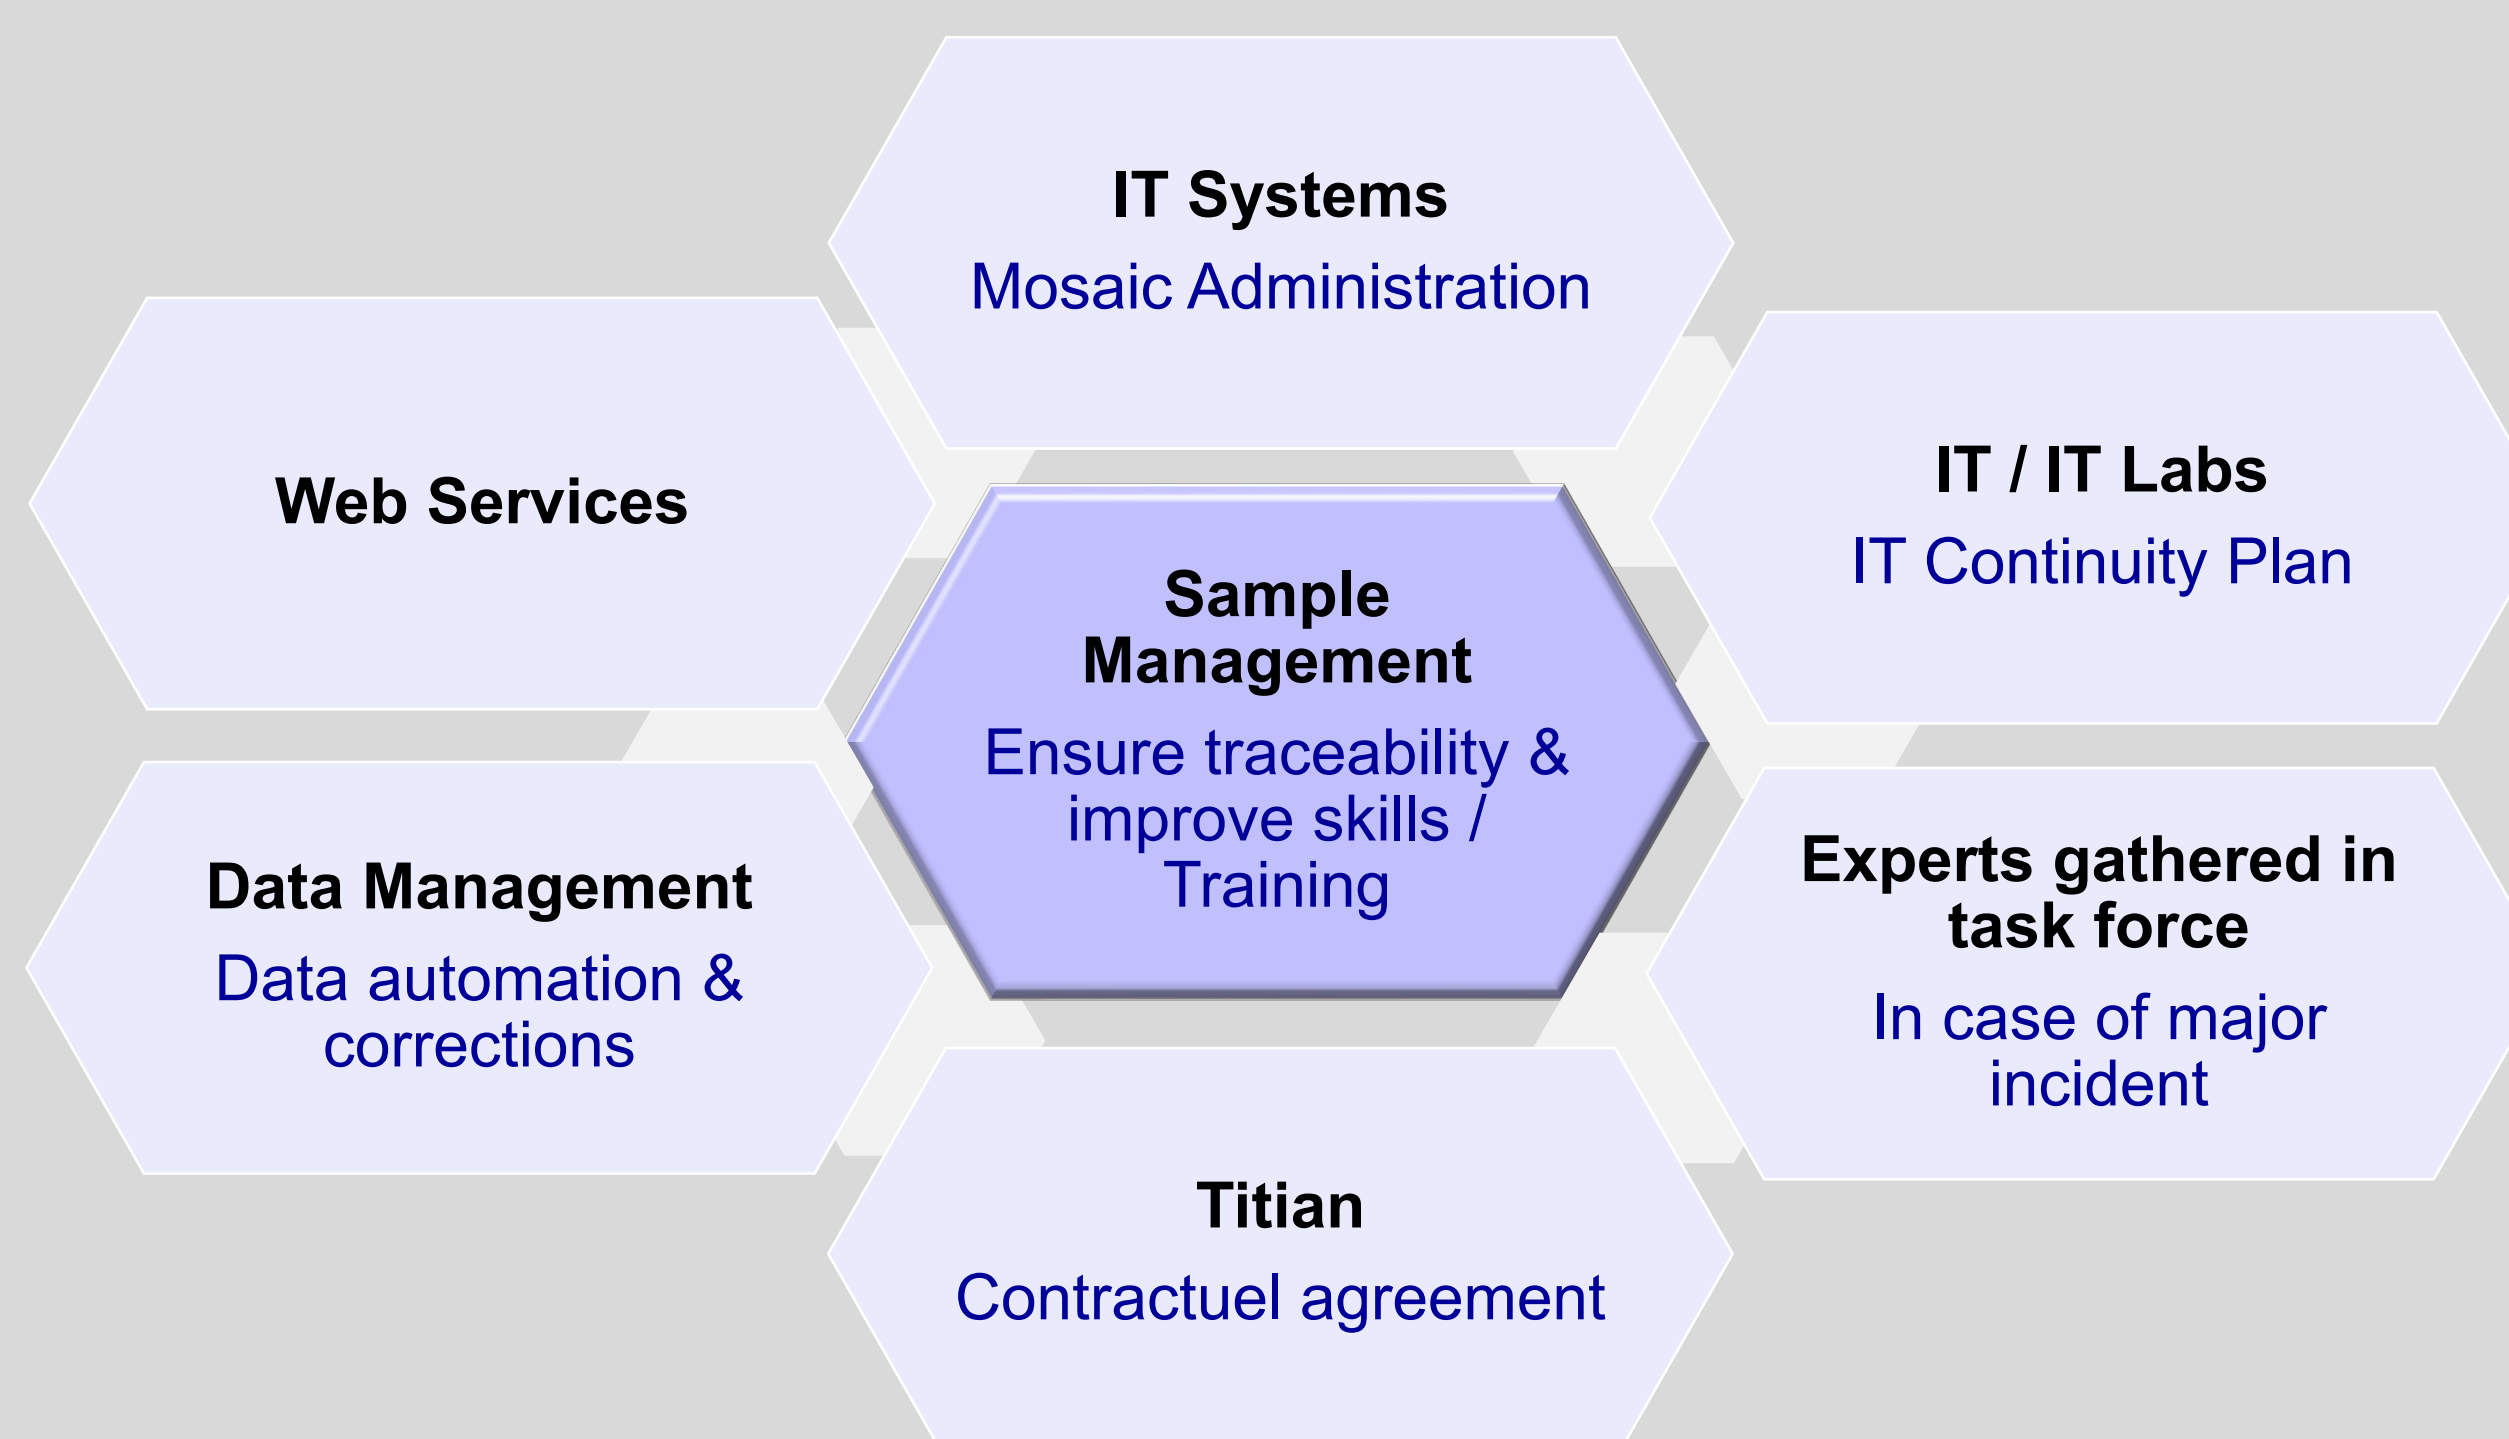 IT Systems
Mosaic Administration
Web Services
IT / IT Labs
IT Continuity Plan
Sample
Management
Ensure traceability &
improve skills /
Training
Data Management
Data automation &
corrections
Experts gathered in
task force
In case of major
incident
Titian
Contractuel agreement